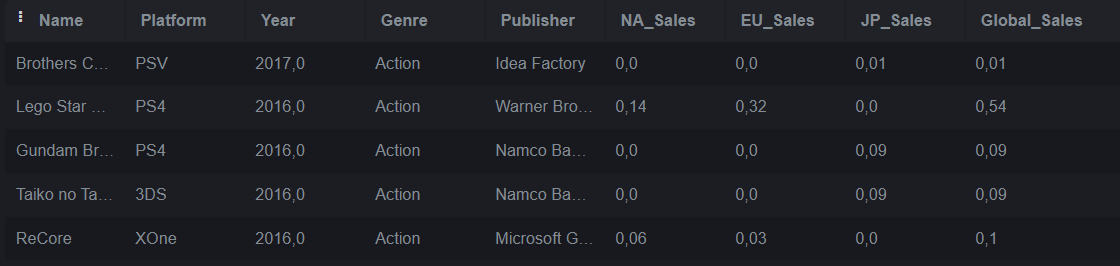 Name Platform Year Genre Publisher NA_Sales EU_Sales JP_Sales Global_Sales
Brothers C… PSV 2017,0 Action Idea Factory 0,0 0,0 0,01 0,01
Lego Star … PS4 2016,0 Action Warner Bro… 0,14 0,32 0,0 0,54
Gundam Br… PS4 2016,0 Action Namco Ba… 0,0 0,0 0,09 0,09
Taiko no Ta… 3DS 2016,0 Action Namco Ba… 0,0 0,0 0,09 0,09
ReCore XOne 2016,0 Action Microsoft G… 0,06 0,03 0,0 0,1